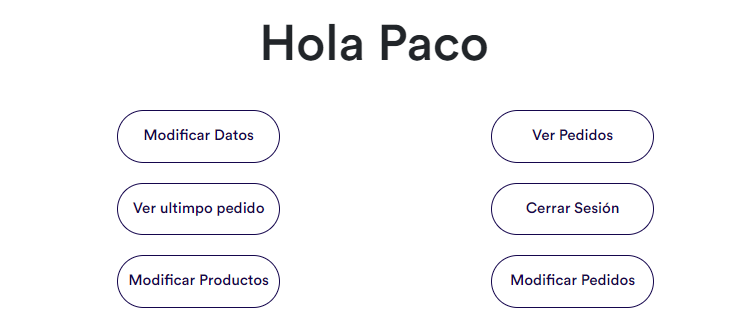 Hola Paco
Modificar Datos
Ver Pedidos
Ver ultimpo pedido
Cerrar Sesión
Modificar Productos
Modificar Pedidos